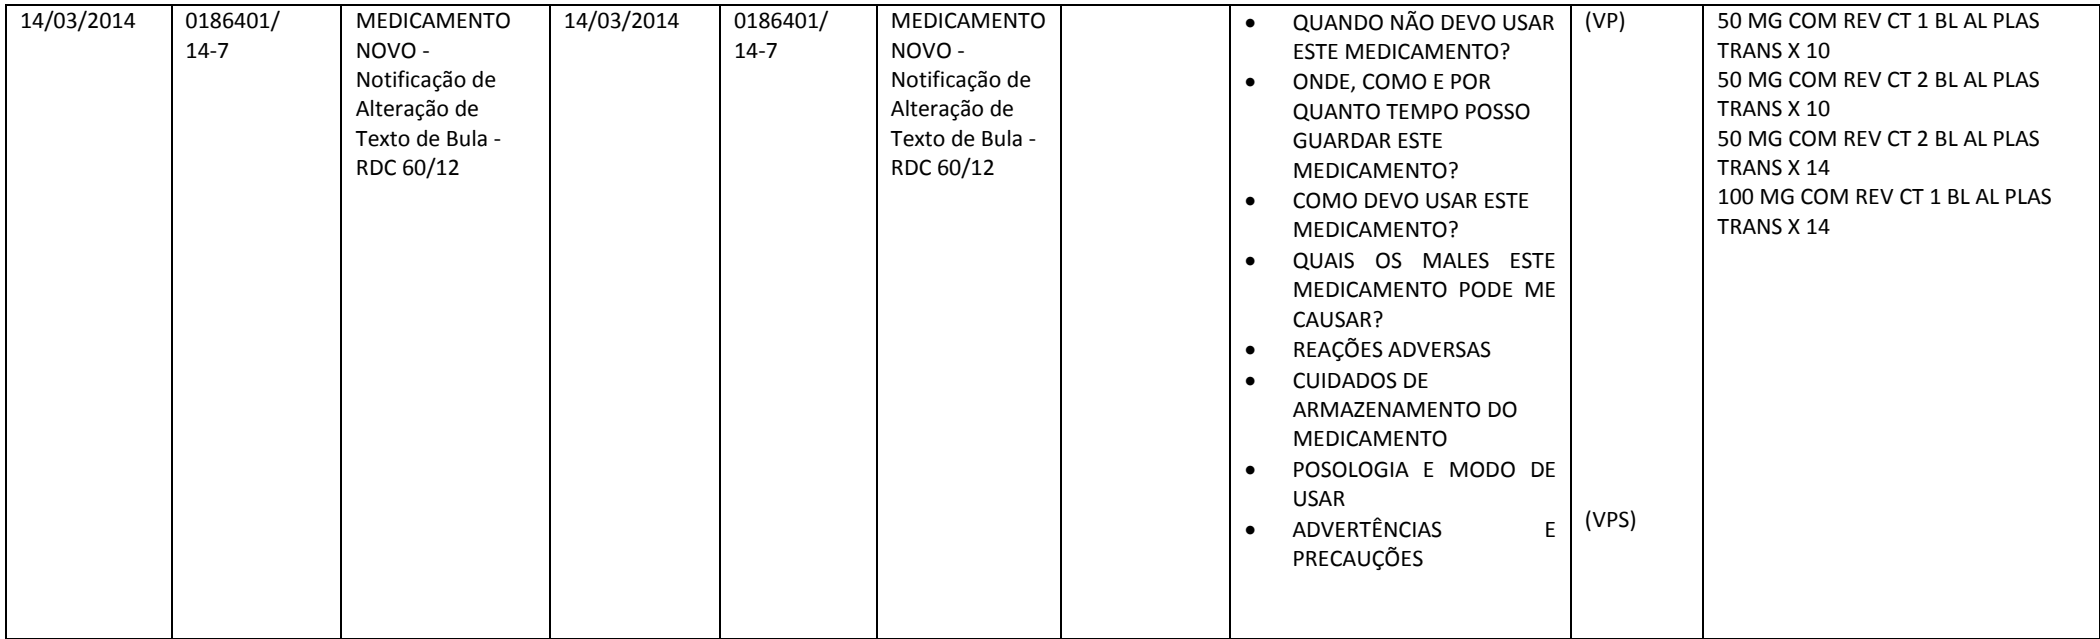 14/03/2014
0186401/
14-7
MEDICAMENTO
NOVO -
Notificação de
Alteração de
Texto de Bula -
RDC 60/12
14/03/2014
0186401/
14-7
MEDICAMENTO
NOVO -
Notificação de
Alteração de
Texto de Bula -
RDC 60/12
• QUANDO NÃO DEVO USAR
ESTE MEDICAMENTO?
• ONDE, COMO E POR
QUANTO TEMPO POSSO
GUARDAR ESTE
MEDICAMENTO?
• COMO DEVO USAR ESTE
MEDICAMENTO?
• QUAIS OS MALES ESTE
MEDICAMENTO PODE ME
CAUSAR?
• REAÇÕES ADVERSAS
• CUIDADOS DE
ARMAZENAMENTO DO
MEDICAMENTO
• POSOLOGIA E MODO DE
USAR
• ADVERTÊNCIAS E
PRECAUÇÕES
(VP)
(VPS)
50 MG COM REV CT 1 BL AL PLAS
TRANS X 10
50 MG COM REV CT 2 BL AL PLAS
TRANS X 10
50 MG COM REV CT 2 BL AL PLAS
TRANS X 14
100 MG COM REV CT 1 BL AL PLAS
TRANS X 14